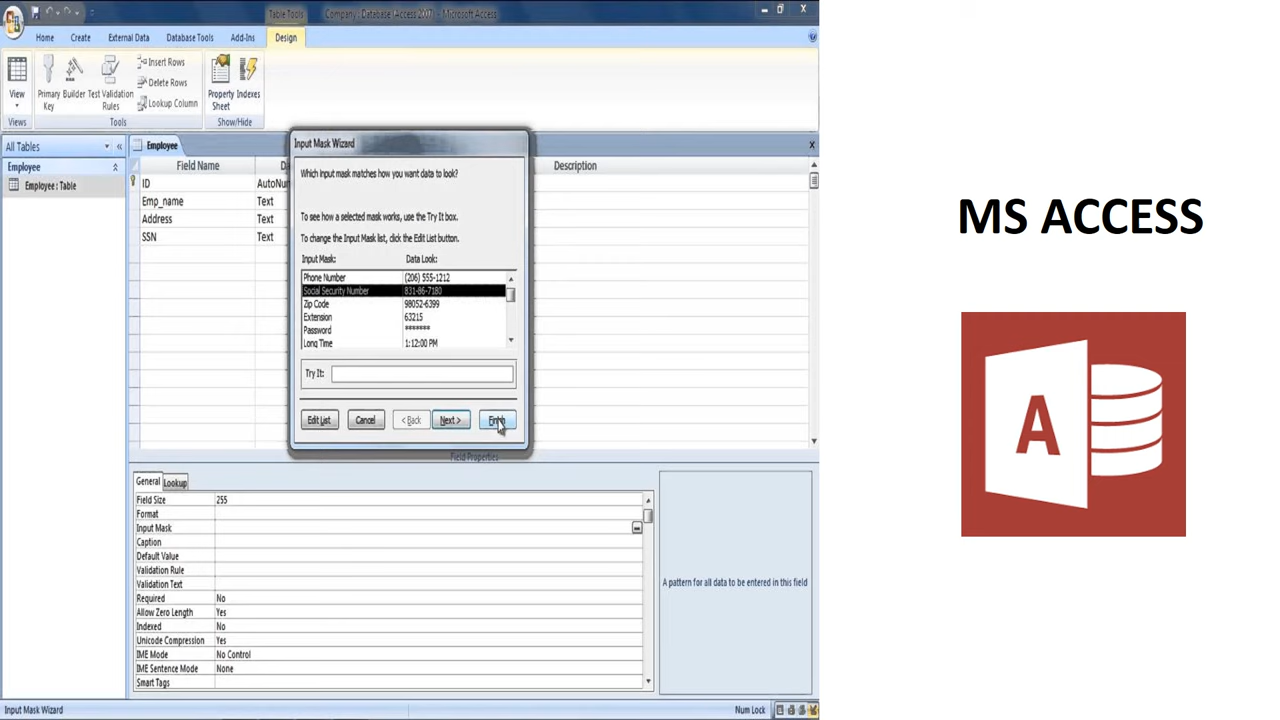 Table Tools Company : Database (Access 2007) - Microsoft Access
Home Create External Data Database Tools Add-Ins Design
View
Primary Key
Builder
Test Validation Rules
Insert Rows
Delete Rows
Lookup Column
Property Sheet
Indexes
Views Tools Show/Hide
All Tables
Employee
Employee : Table
Employee
Field Name Description
ID AutoNum
Emp_name Text
Address Text
SSN Text
Input Mask Wizard
Which input mask matches how you want data to look?
To see how a selected mask works, use the Try It box.
To change the Input Mask list, click the Edit List button.
Input Mask: Data Look:
Phone Number (206) 555-1212
Social Security Number 831-86-7180
Zip Code 98052-6399
Extension 63215
Password *******
Long Time 1:12:00 PM
Try It:
Edit List Cancel < Back Next > Finish
Field Properties
General Lookup
Field Size 255
Format
Input Mask
Caption
Default Value
Validation Rule
Validation Text
Required No
Allow Zero Length Yes
Indexed No
Unicode Compression Yes
IME Mode No Control
IME Sentence Mode None
Smart Tags
A pattern for all data to be entered in this field
Input Mask Wizard Num Lock
MS ACCESS
A